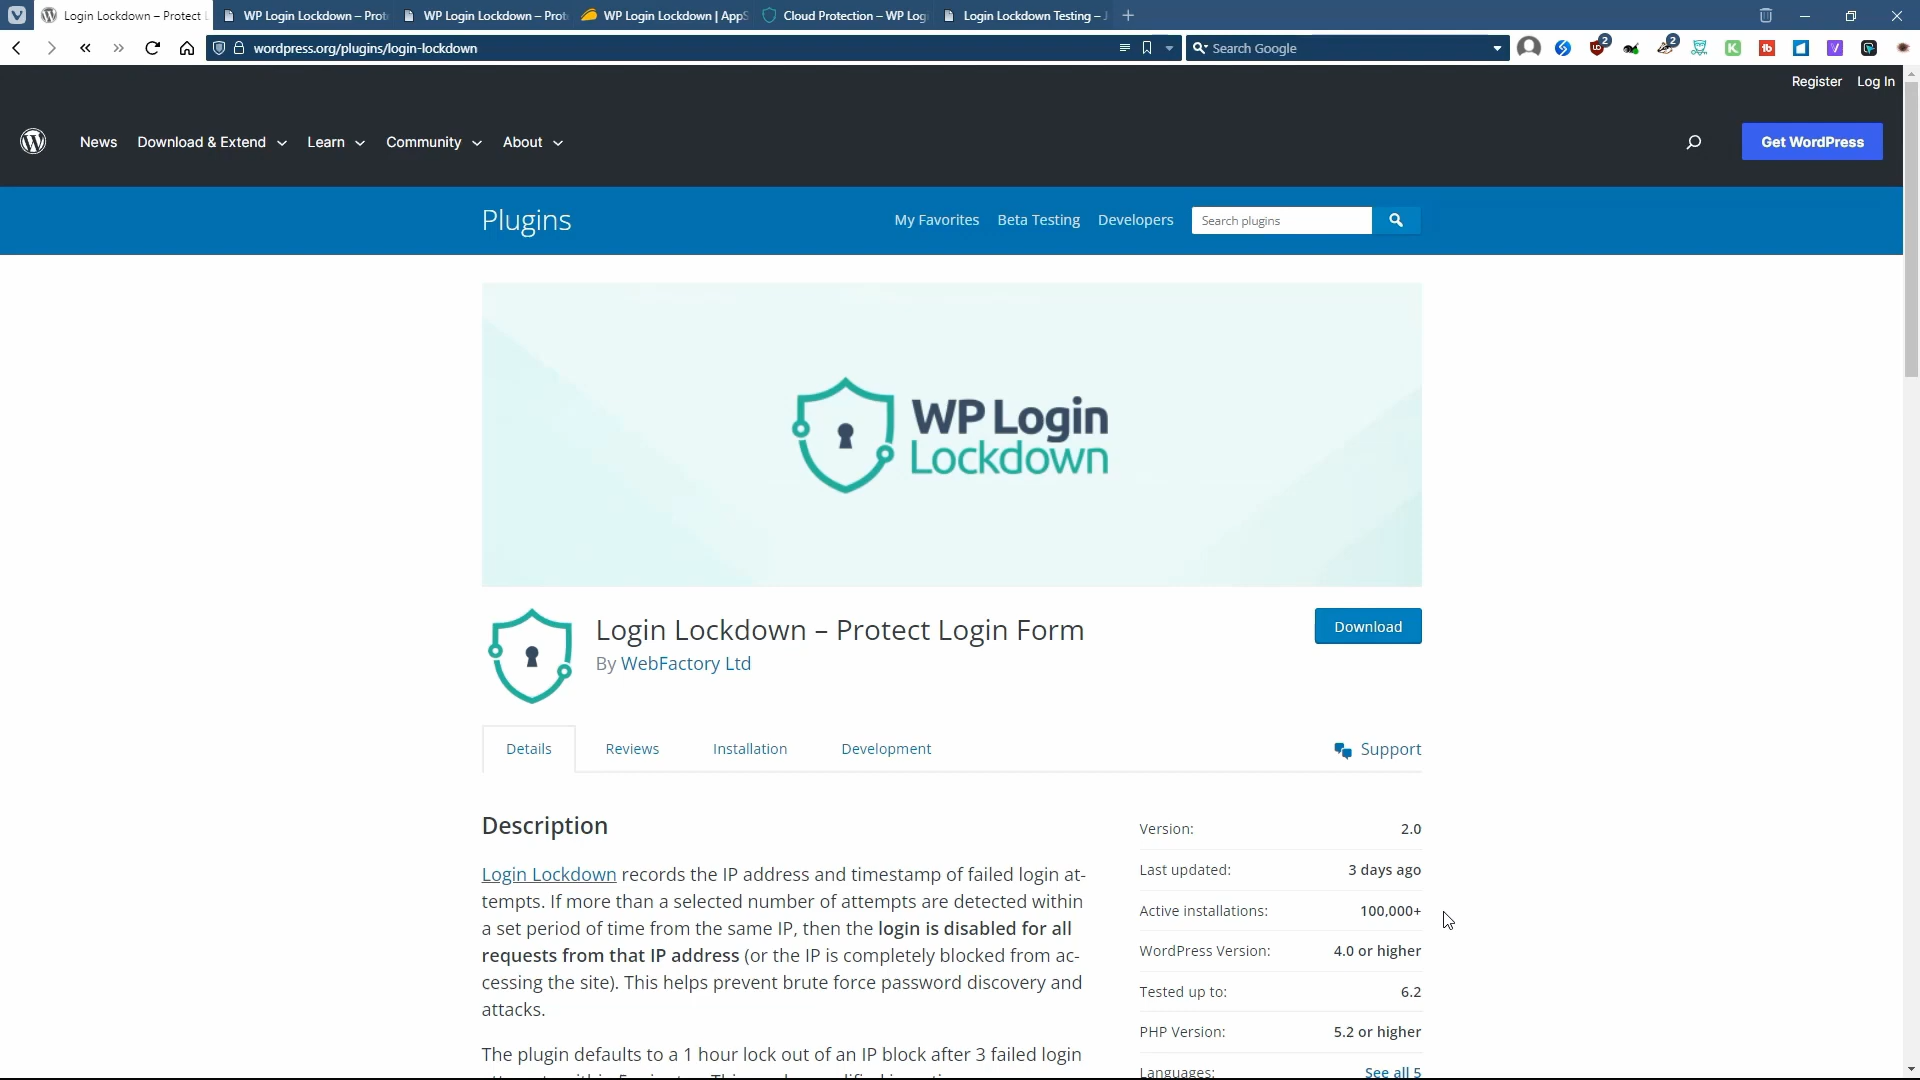 Login Lockdown – Protect L
WP Login Lockdown – Prot
WP Login Lockdown – Prot
WP Login Lockdown | AppS
Cloud Protection – WP Log
Login Lockdown Testing – J
wordpress.org/plugins/login-lockdown
Search Google
2
2
Register Log In
News Download & Extend Learn Community About
Get WordPress
Plugins
My Favorites Beta Testing Developers
Search plugins
WP Login
Lockdown
Login Lockdown – Protect Login Form
By WebFactory Ltd
Download
Details Reviews Installation Development
Support
Description
Login Lockdown records the IP address and timestamp of failed login at-
tempts. If more than a selected number of attempts are detected within
a set period of time from the same IP, then the login is disabled for all
requests from that IP address (or the IP is completely blocked from ac-
cessing the site). This helps prevent brute force password discovery and
attacks.
The plugin defaults to a 1 hour lock out of an IP block after 3 failed login
Version: 2.0
Last updated: 3 days ago
Active installations: 100,000+
WordPress Version: 4.0 or higher
Tested up to: 6.2
PHP Version: 5.2 or higher
Languages: See all 5